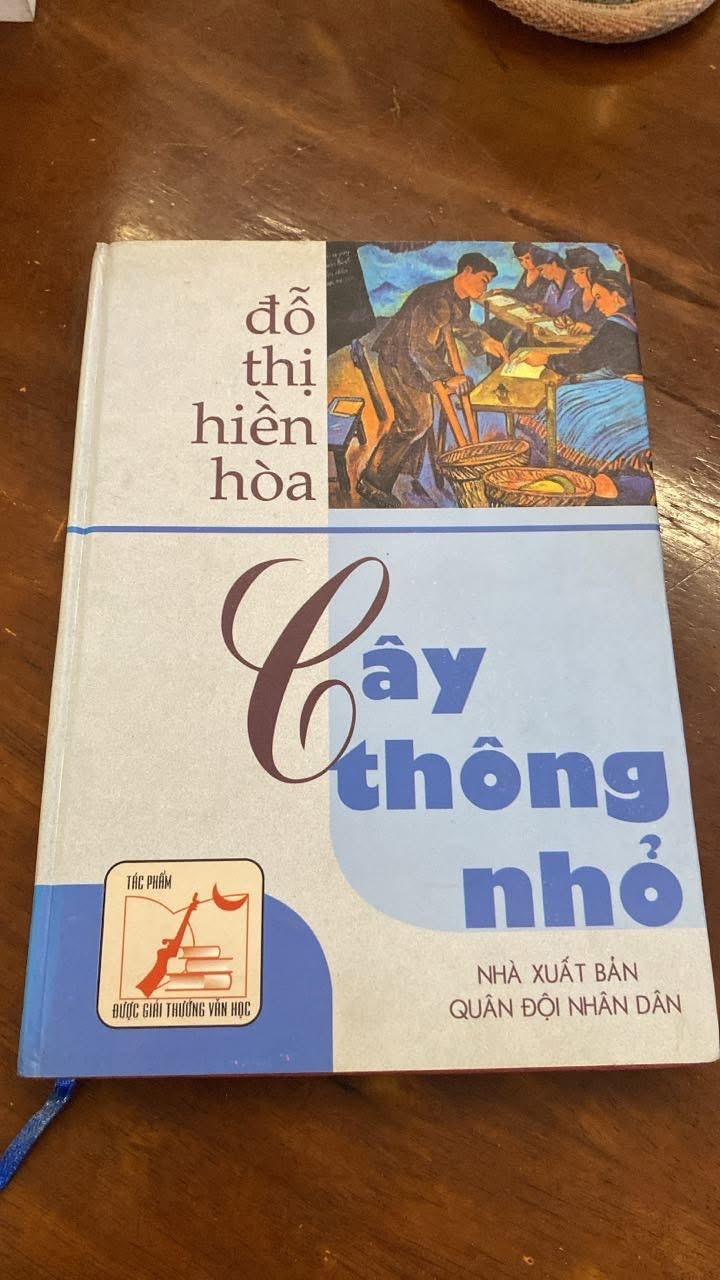 đỗ
thị
hiền
hòa
Cây
thông
nhỏ
TÁC PHẨM
ĐƯỢC GIẢI THƯỞNG VĂN HỌC
NHÀ XUẤT BẢN
QUÂN ĐỘI NHÂN DÂN